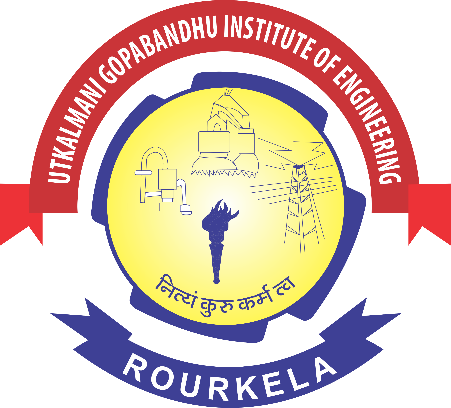 UTKALMANI GOPABANDHU INSTITUTE OF ENGINEERING
नित्यं कुरु कर्म त्वं
ROURKELA